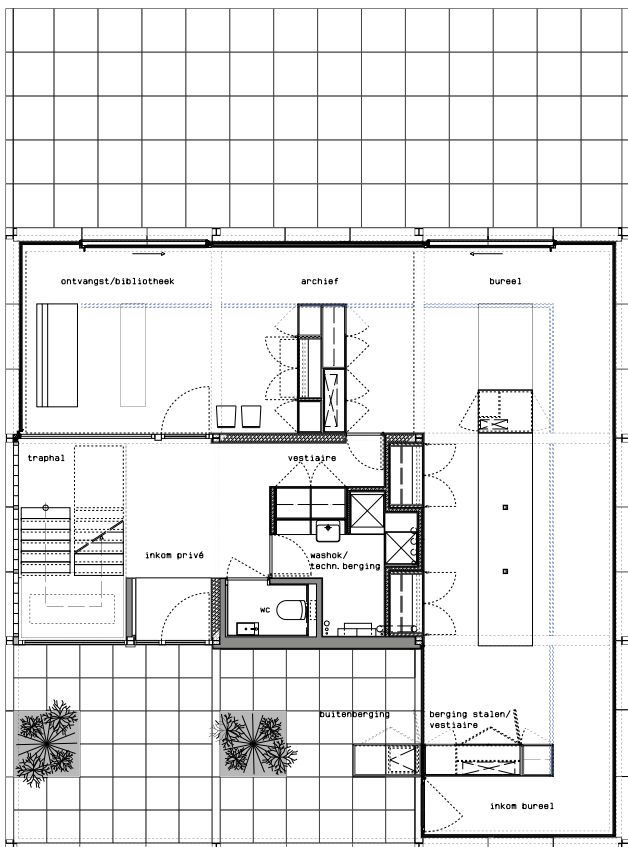 ontvangst/bibliotheek
archief
bureel
traphal
vestiaire
inkom privé
washok/
techn.berging
wc
buitenberging
berging stalen/
vestiaire
inkom bureel